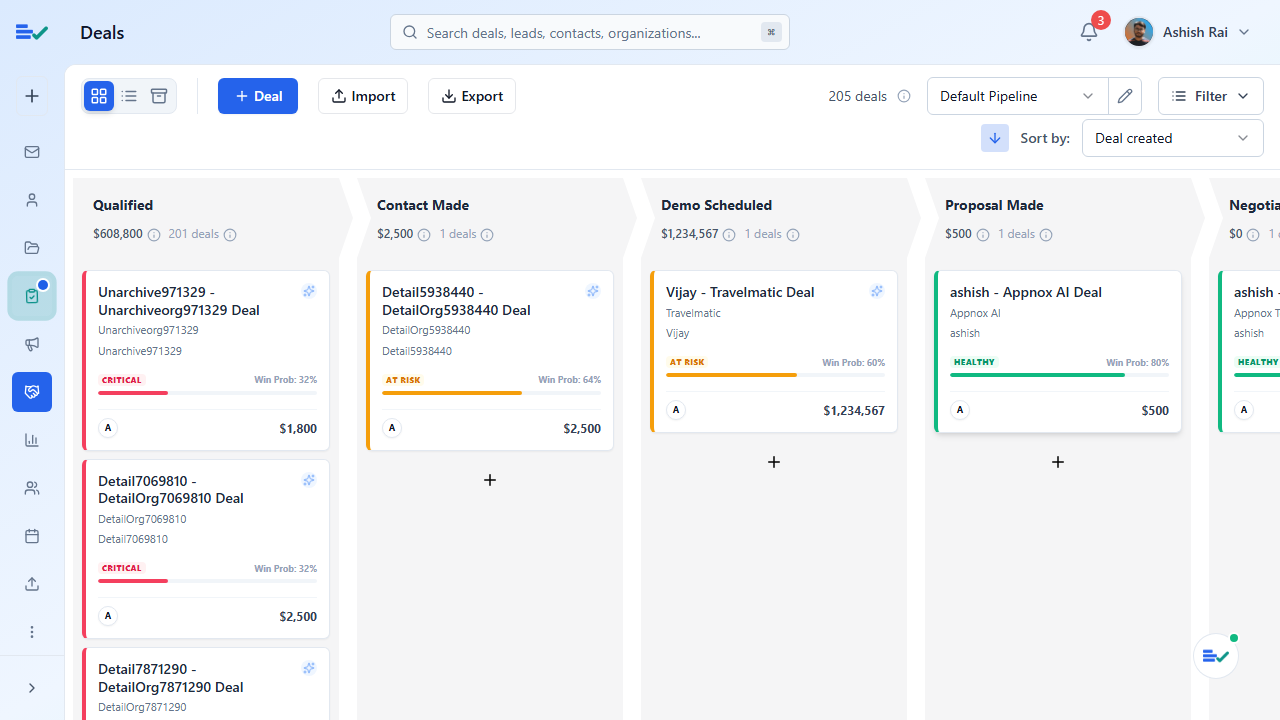 Deals
Search deals, leads, contacts, organizations...
⌘
3
Ashish Rai
Deal
Import
Export
205 deals
Default Pipeline
Filter
Sort by:
Deal created
Qualified
$608,800
201 deals
Unarchive971329 -
Unarchiveorg971329 Deal
Unarchiveorg971329
Unarchive971329
CRITICAL
Win Prob: 32%
A
$1,800
Detail7069810 -
DetailOrg7069810 Deal
DetailOrg7069810
Detail7069810
CRITICAL
Win Prob: 32%
A
$2,500
Detail7871290 -
DetailOrg7871290 Deal
DetailOrg7871290
Contact Made
$2,500
1 deals
Detail5938440 -
DetailOrg5938440 Deal
DetailOrg5938440
Detail5938440
AT RISK
Win Prob: 64%
A
$2,500
Demo Scheduled
$1,234,567
1 deals
Vijay - Travelmatic Deal
Travelmatic
Vijay
AT RISK
Win Prob: 60%
A
$1,234,567
Proposal Made
$500
1 deals
ashish - Appnox AI Deal
Appnox AI
ashish
HEALTHY
Win Prob: 80%
A
$500
Negotia
$0
1 d
ashish -
Appnox T
ashish
HEALTHY
A